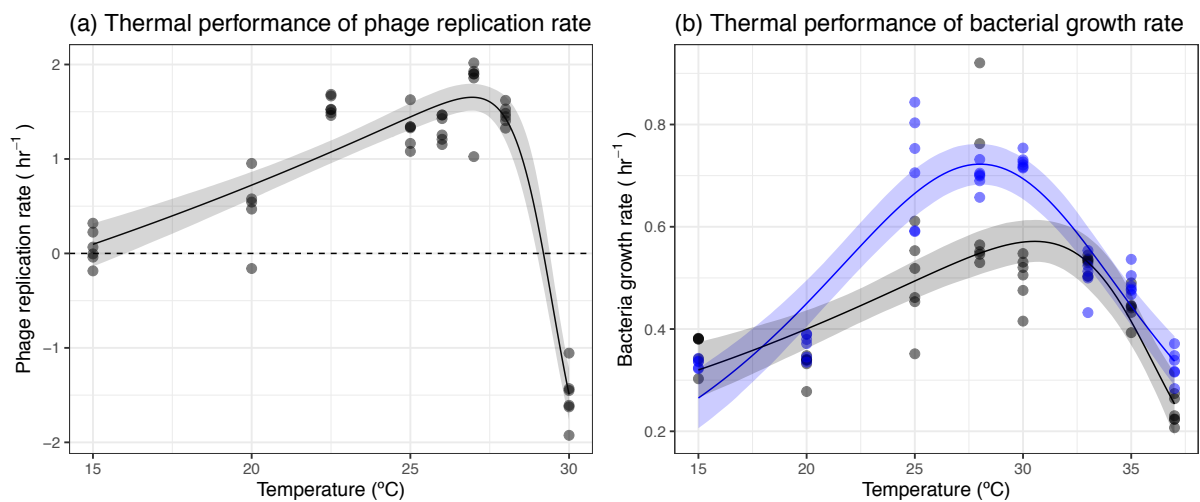 (a) Thermal performance of phage replication rate
2
1
0
−1
−2
Phage replication rate ( hr⁻¹ )
15 20 25 30
Temperature (ºC)
(b) Thermal performance of bacterial growth rate
0.8
0.6
0.4
0.2
Bacteria growth rate ( hr⁻¹ )
15 20 25 30 35
Temperature (ºC)